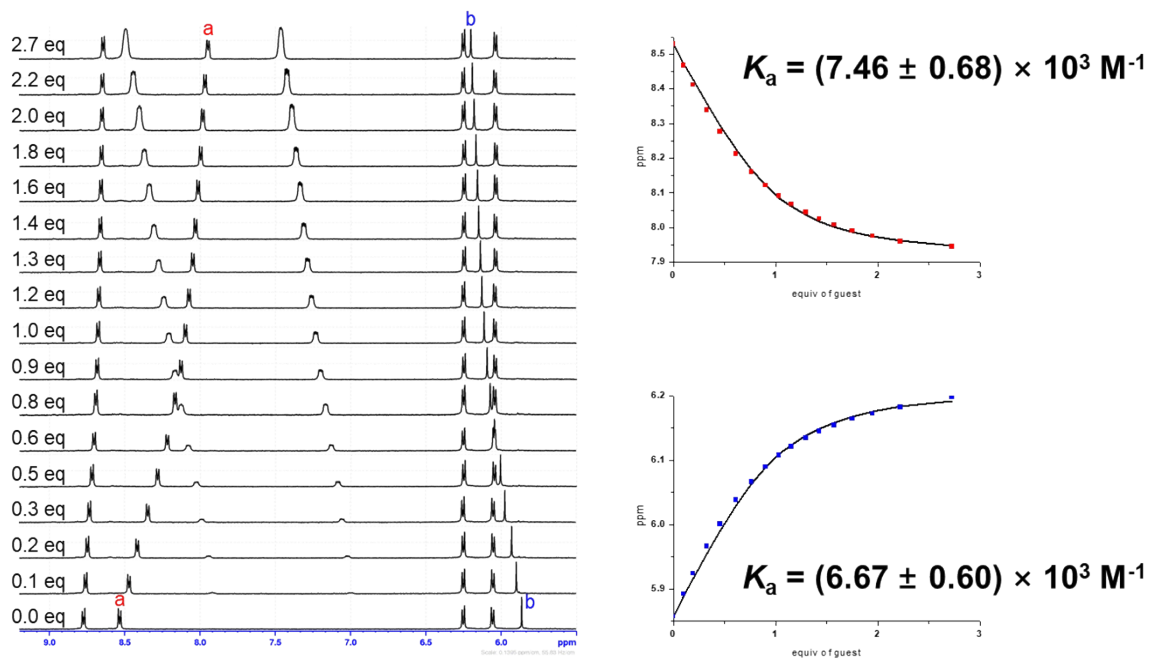 a
b
2.7 eq
2.2 eq
2.0 eq
1.8 eq
1.6 eq
1.4 eq
1.3 eq
1.2 eq
1.0 eq
0.9 eq
0.8 eq
0.6 eq
0.5 eq
0.3 eq
0.2 eq
0.1 eq
0.0 eq
a
b
9.0 8.5 8.0 7.5 7.0 6.5 6.0 ppm
Ka = (7.46 ± 0.68) × 10³ M⁻¹
8.5
8.4
8.3
8.2
8.1
8.0
7.9
ppm
0 1 2 3
equiv of guest
Ka = (6.67 ± 0.60) × 10³ M⁻¹
6.2
6.1
6.0
5.9
ppm
0 1 2 3
equiv of guest